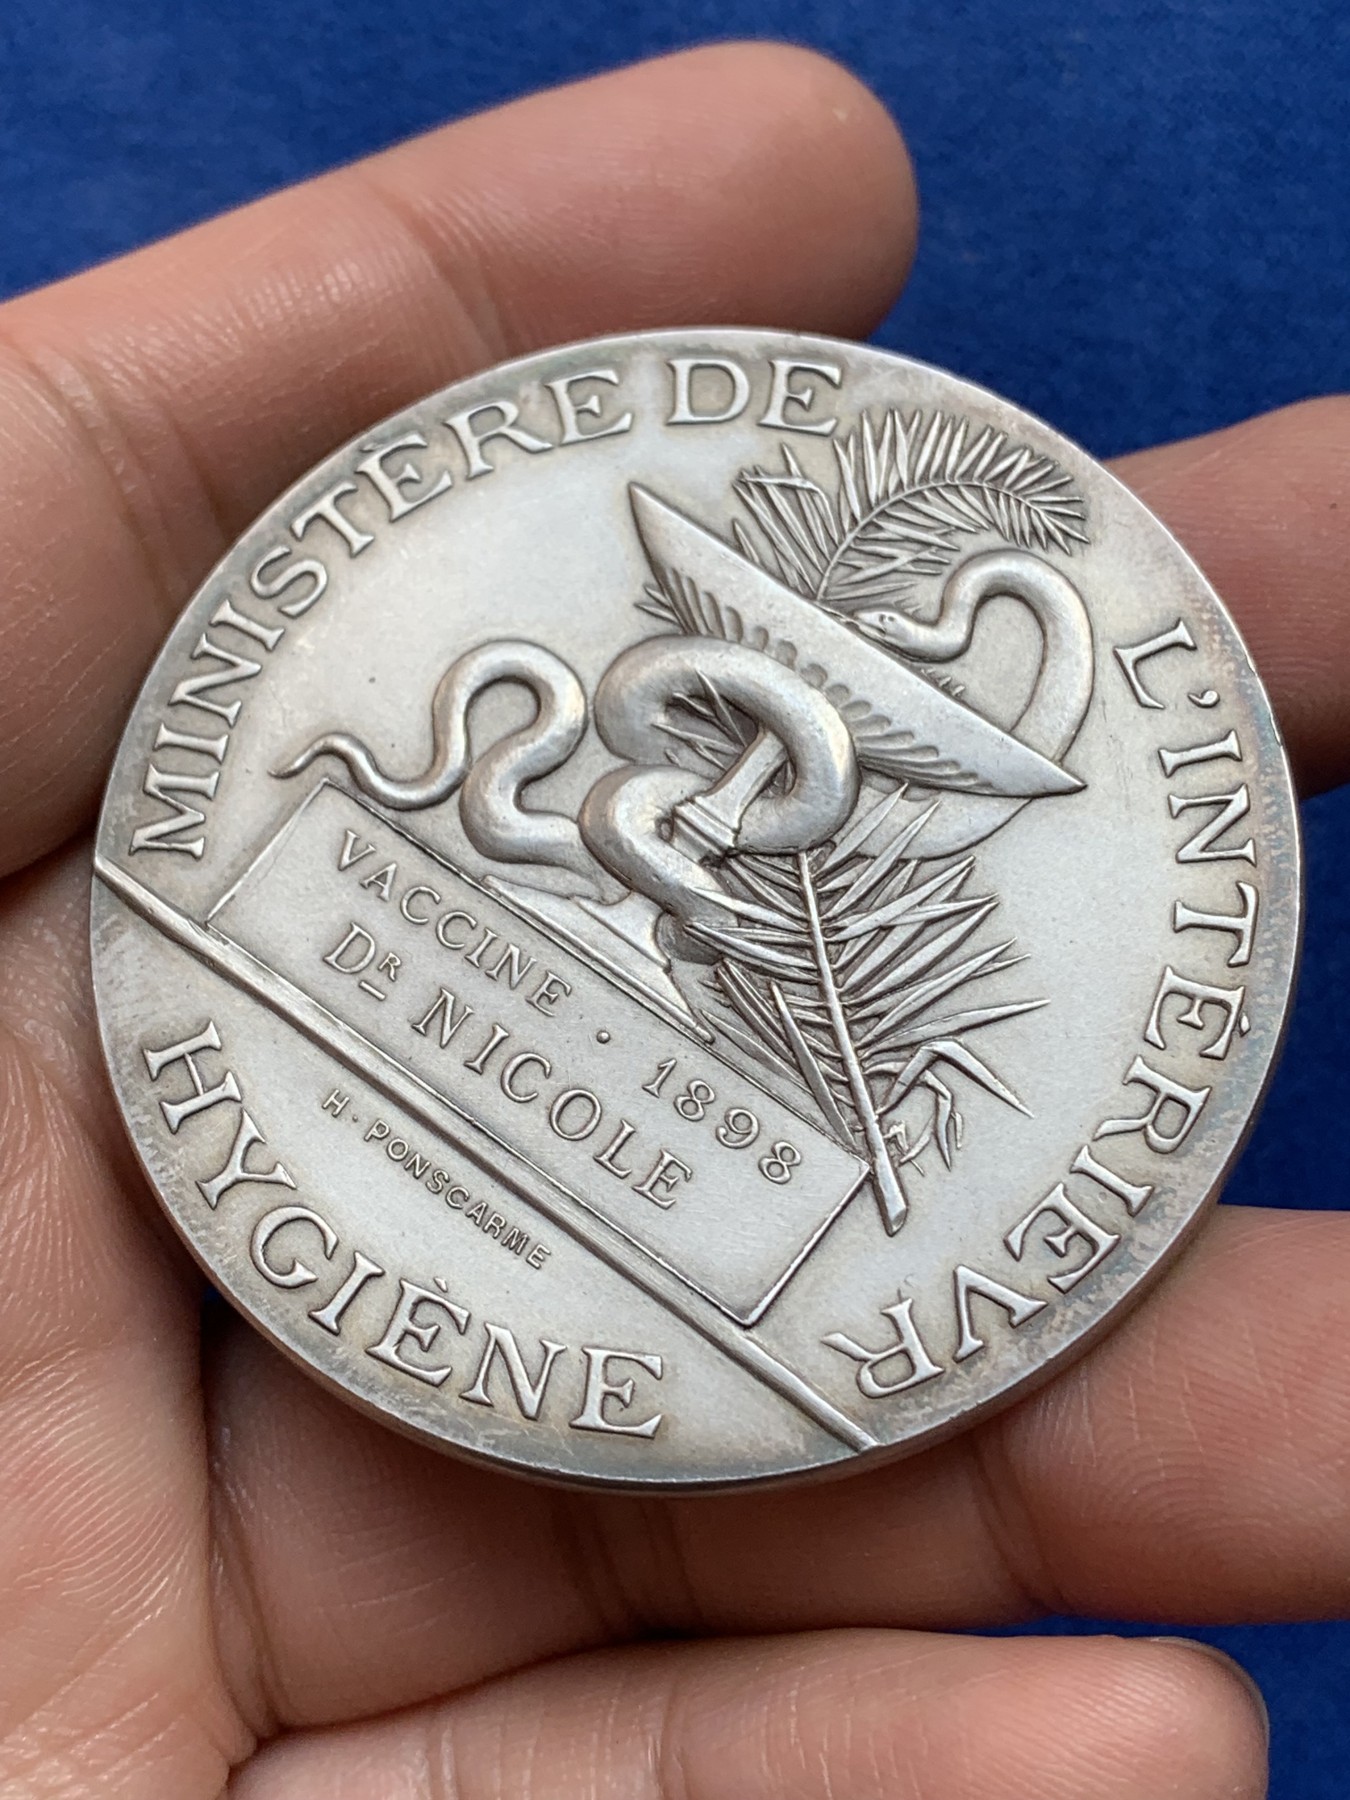 MINISTÈRE DE L'INTÉRIEVR
VACCINE · 1898
DR NICOLE
H · PONSCARME
HYGIÈNE